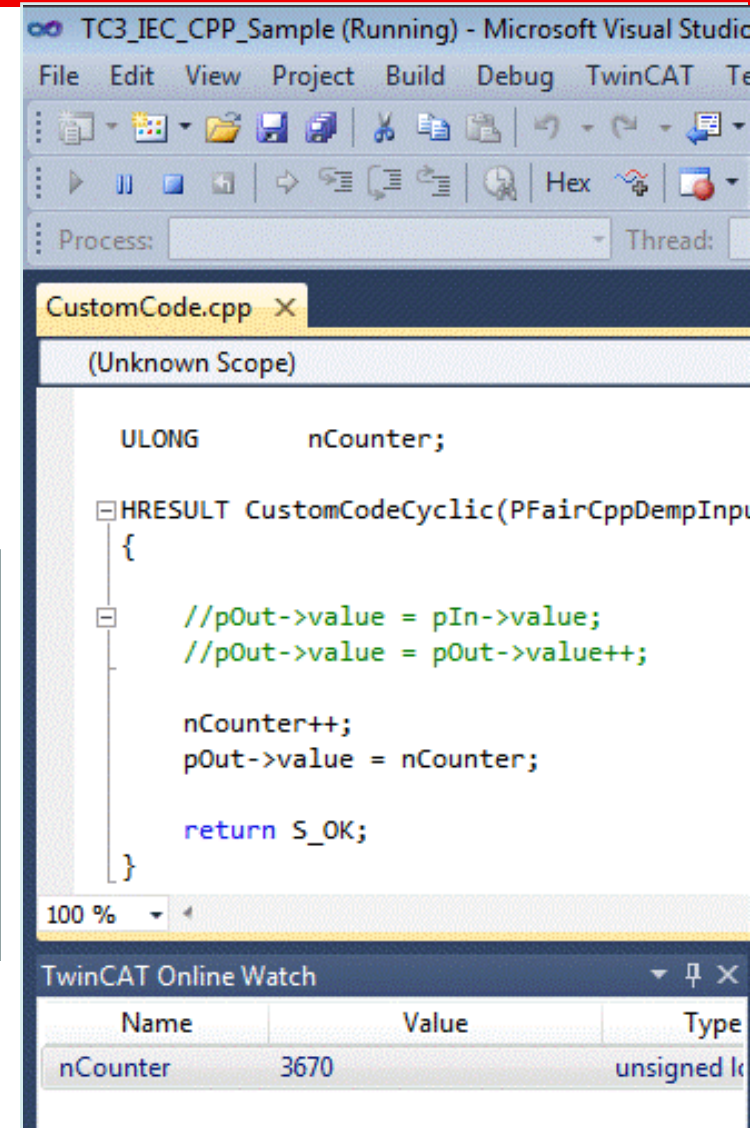 TC3_IEC_CPP_Sample (Running) - Microsoft Visual Studio
File Edit View Project Build Debug TwinCAT Te
Hex
Process: Thread:
CustomCode.cpp
(Unknown Scope)
ULONG nCounter;
HRESULT CustomCodeCyclic(PFairCppDempInpu
{
//pOut->value = pIn->value;
//pOut->value = pOut->value++;
nCounter++;
pOut->value = nCounter;
return S_OK;
}
100 %
TwinCAT Online Watch
Name Value Type
nCounter 3670 unsigned lo